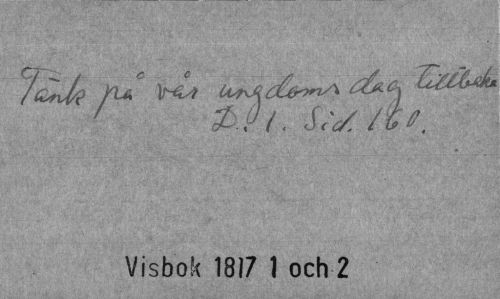 Tänk på vår ungdoms dag tillbaka
D. 1. Sid. 160.
Visbok 1817 1 och 2